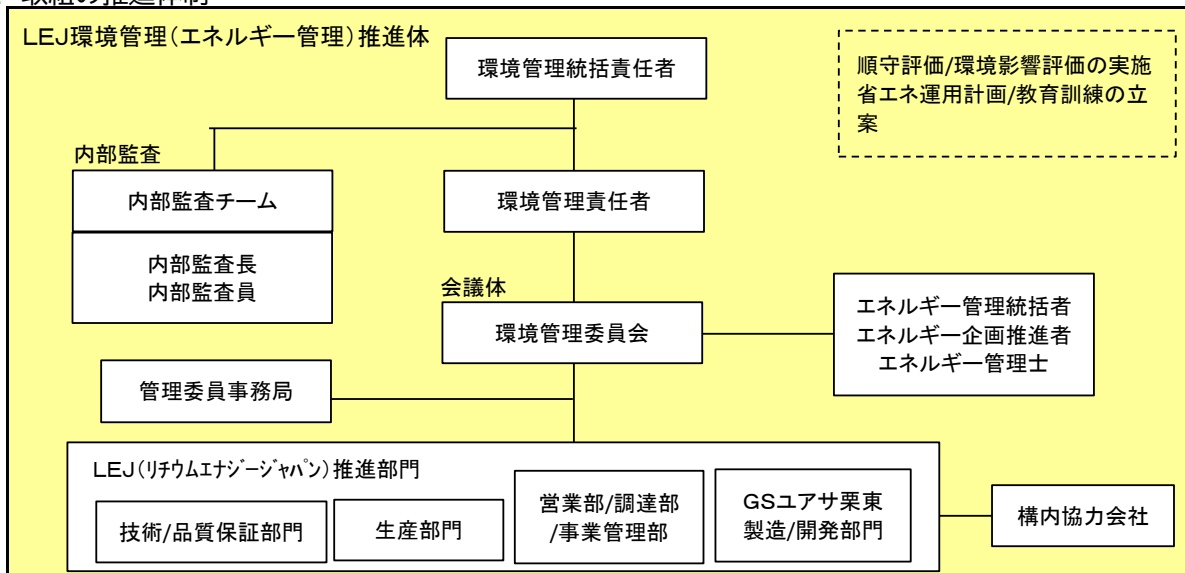 取組の推進体制
LEJ環境管理(エネルギー管理)推進体
環境管理統括責任者
順守評価/環境影響評価の実施
省エネ運用計画/教育訓練の立
案
内部監査
内部監査チーム
内部監査長
内部監査員
環境管理責任者
会議体
環境管理委員会
エネルギー管理統括者
エネルギー企画推進者
エネルギー管理士
管理委員事務局
LEJ(リチウムエナジージャパン)推進部門
技術/品質保証部門
生産部門
営業部/調達部
/事業管理部
GSユアサ栗東
製造/開発部門
構内協力会社